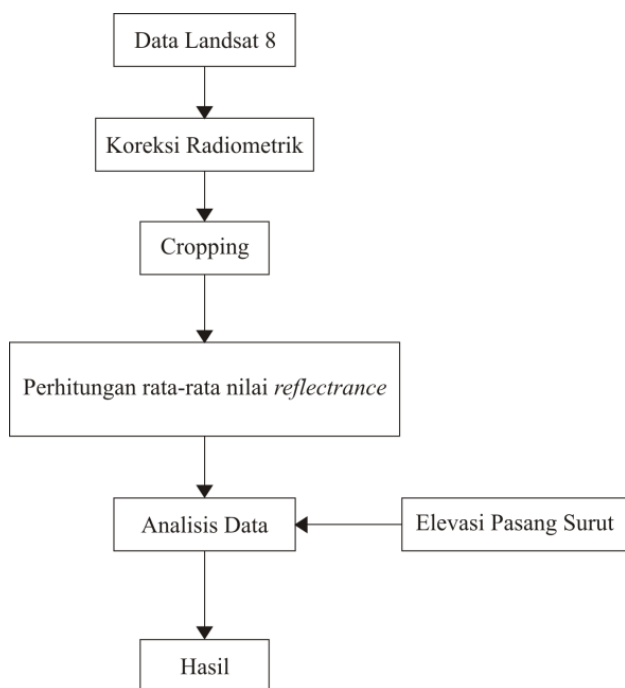 Data Landsat 8
Koreksi Radiometrik
Cropping
Perhitungan rata-rata nilai reflectrance
Analisis Data
Elevasi Pasang Surut
Hasil